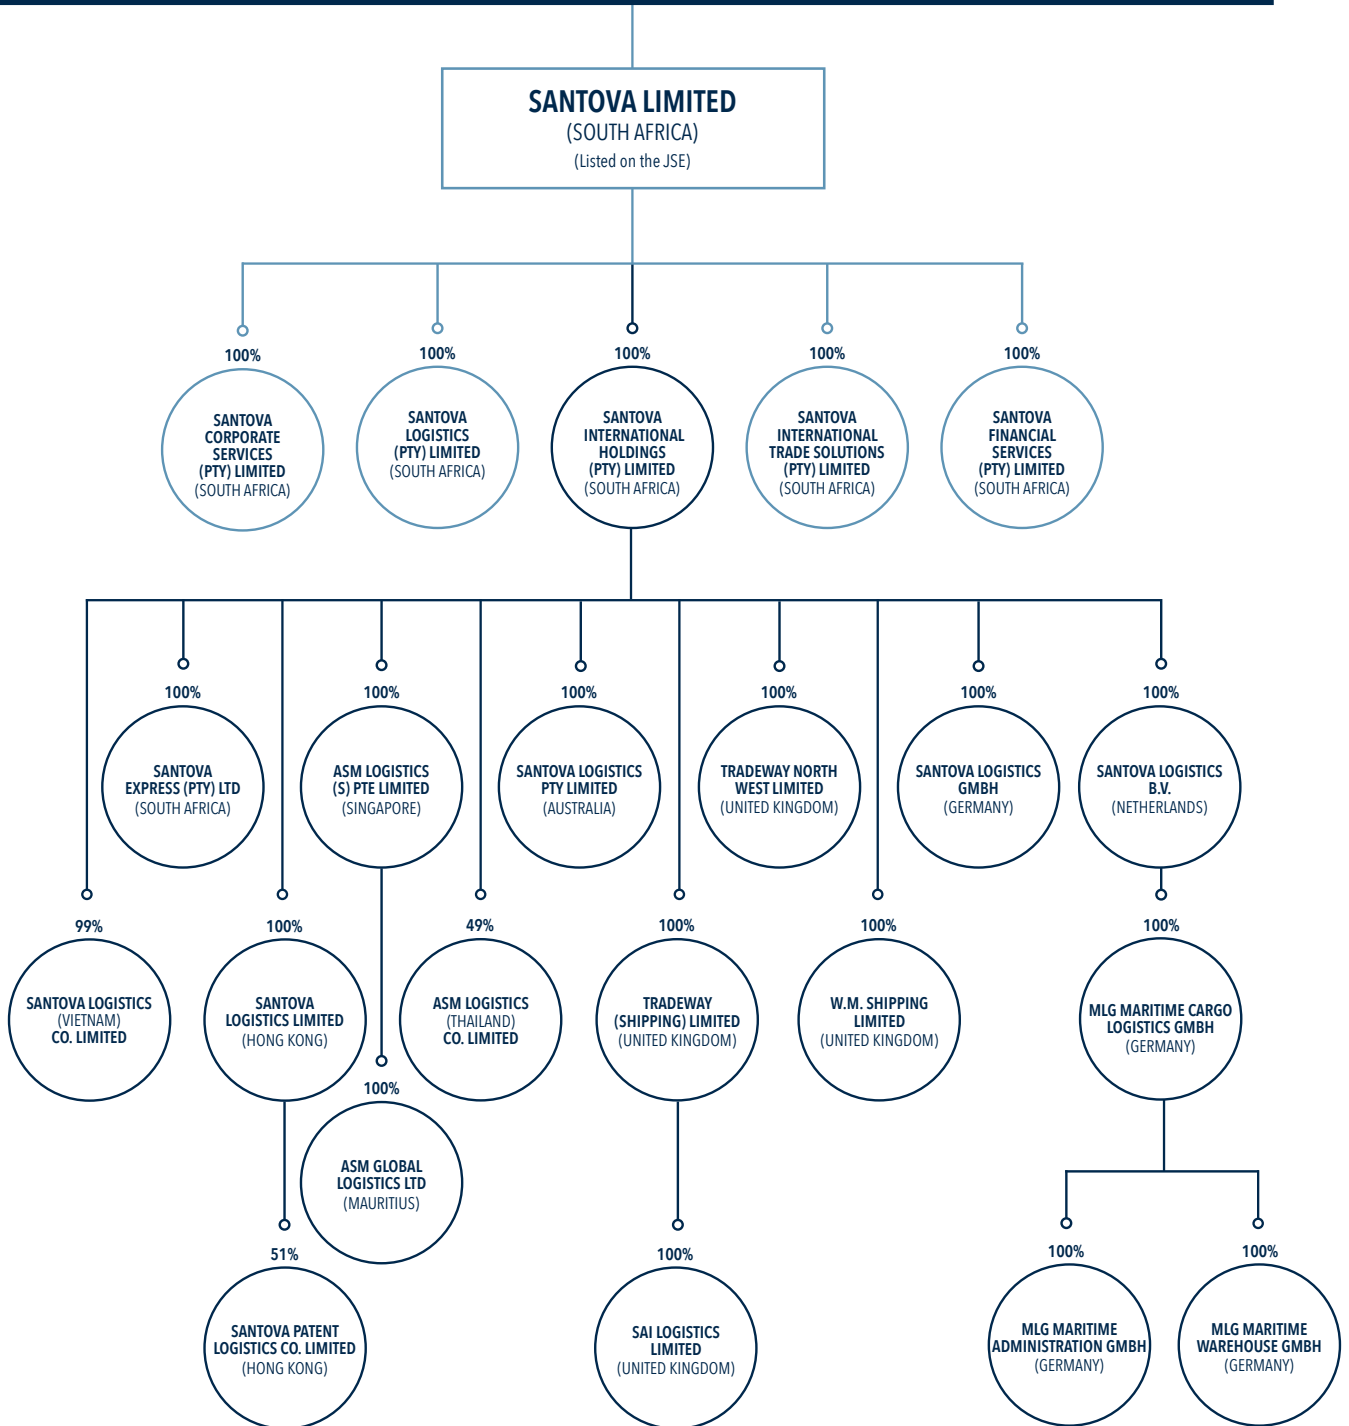 SANTOVA LIMITED
(SOUTH AFRICA)
(Listed on the JSE)
100%
SANTOVA
CORPORATE
SERVICES
(PTY) LIMITED
(SOUTH AFRICA)
100%
SANTOVA
LOGISTICS
(PTY) LIMITED
(SOUTH AFRICA)
100%
SANTOVA
INTERNATIONAL
HOLDINGS
(PTY) LIMITED
(SOUTH AFRICA)
100%
SANTOVA
INTERNATIONAL
TRADE SOLUTIONS
(PTY) LIMITED
(SOUTH AFRICA)
100%
SANTOVA
FINANCIAL
SERVICES
(PTY) LIMITED
(SOUTH AFRICA)
100%
SANTOVA
EXPRESS (PTY) LTD
(SOUTH AFRICA)
100%
ASM LOGISTICS
(S) PTE LIMITED
(SINGAPORE)
100%
SANTOVA LOGISTICS
PTY LIMITED
(AUSTRALIA)
100%
TRADEWAY NORTH
WEST LIMITED
(UNITED KINGDOM)
100%
SANTOVA LOGISTICS
GMBH
(GERMANY)
100%
SANTOVA LOGISTICS
B.V.
(NETHERLANDS)
99%
SANTOVA LOGISTICS
(VIETNAM)
CO. LIMITED
100%
SANTOVA
LOGISTICS LIMITED
(HONG KONG)
49%
ASM LOGISTICS
(THAILAND)
CO. LIMITED
100%
TRADEWAY
(SHIPPING) LIMITED
(UNITED KINGDOM)
100%
W.M. SHIPPING
LIMITED
(UNITED KINGDOM)
100%
MLG MARITIME CARGO
LOGISTICS GMBH
(GERMANY)
100%
ASM GLOBAL
LOGISTICS LTD
(MAURITIUS)
51%
SANTOVA PATENT
LOGISTICS CO. LIMITED
(HONG KONG)
100%
SAI LOGISTICS
LIMITED
(UNITED KINGDOM)
100%
MLG MARITIME
ADMINISTRATION GMBH
(GERMANY)
100%
MLG MARITIME
WAREHOUSE GMBH
(GERMANY)